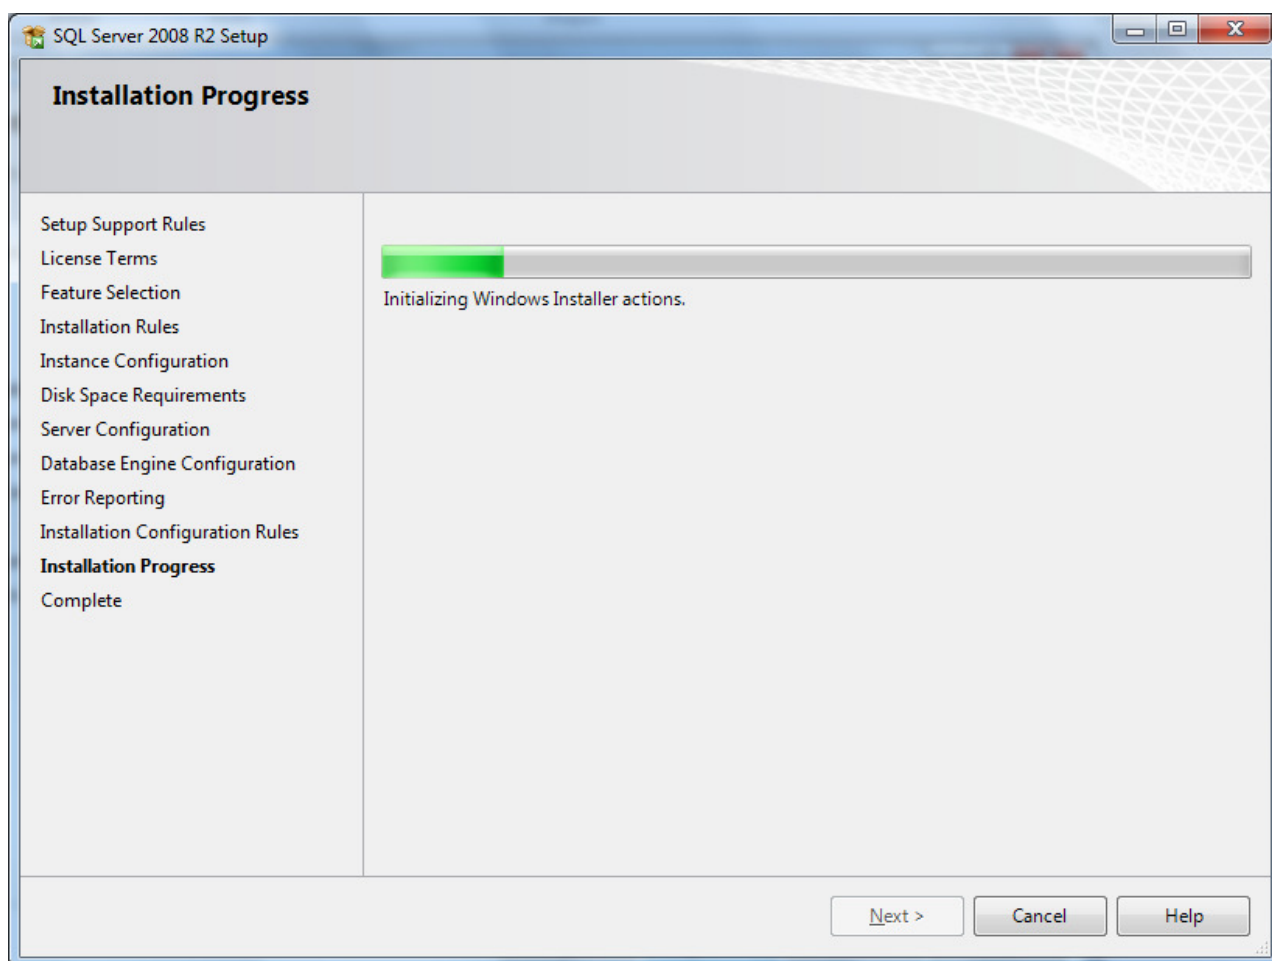 SQL Server 2008 R2 Setup
Installation Progress
Setup Support Rules
License Terms
Feature Selection
Installation Rules
Instance Configuration
Disk Space Requirements
Server Configuration
Database Engine Configuration
Error Reporting
Installation Configuration Rules
Installation Progress
Complete
Initializing Windows Installer actions.
Next >
Cancel
Help